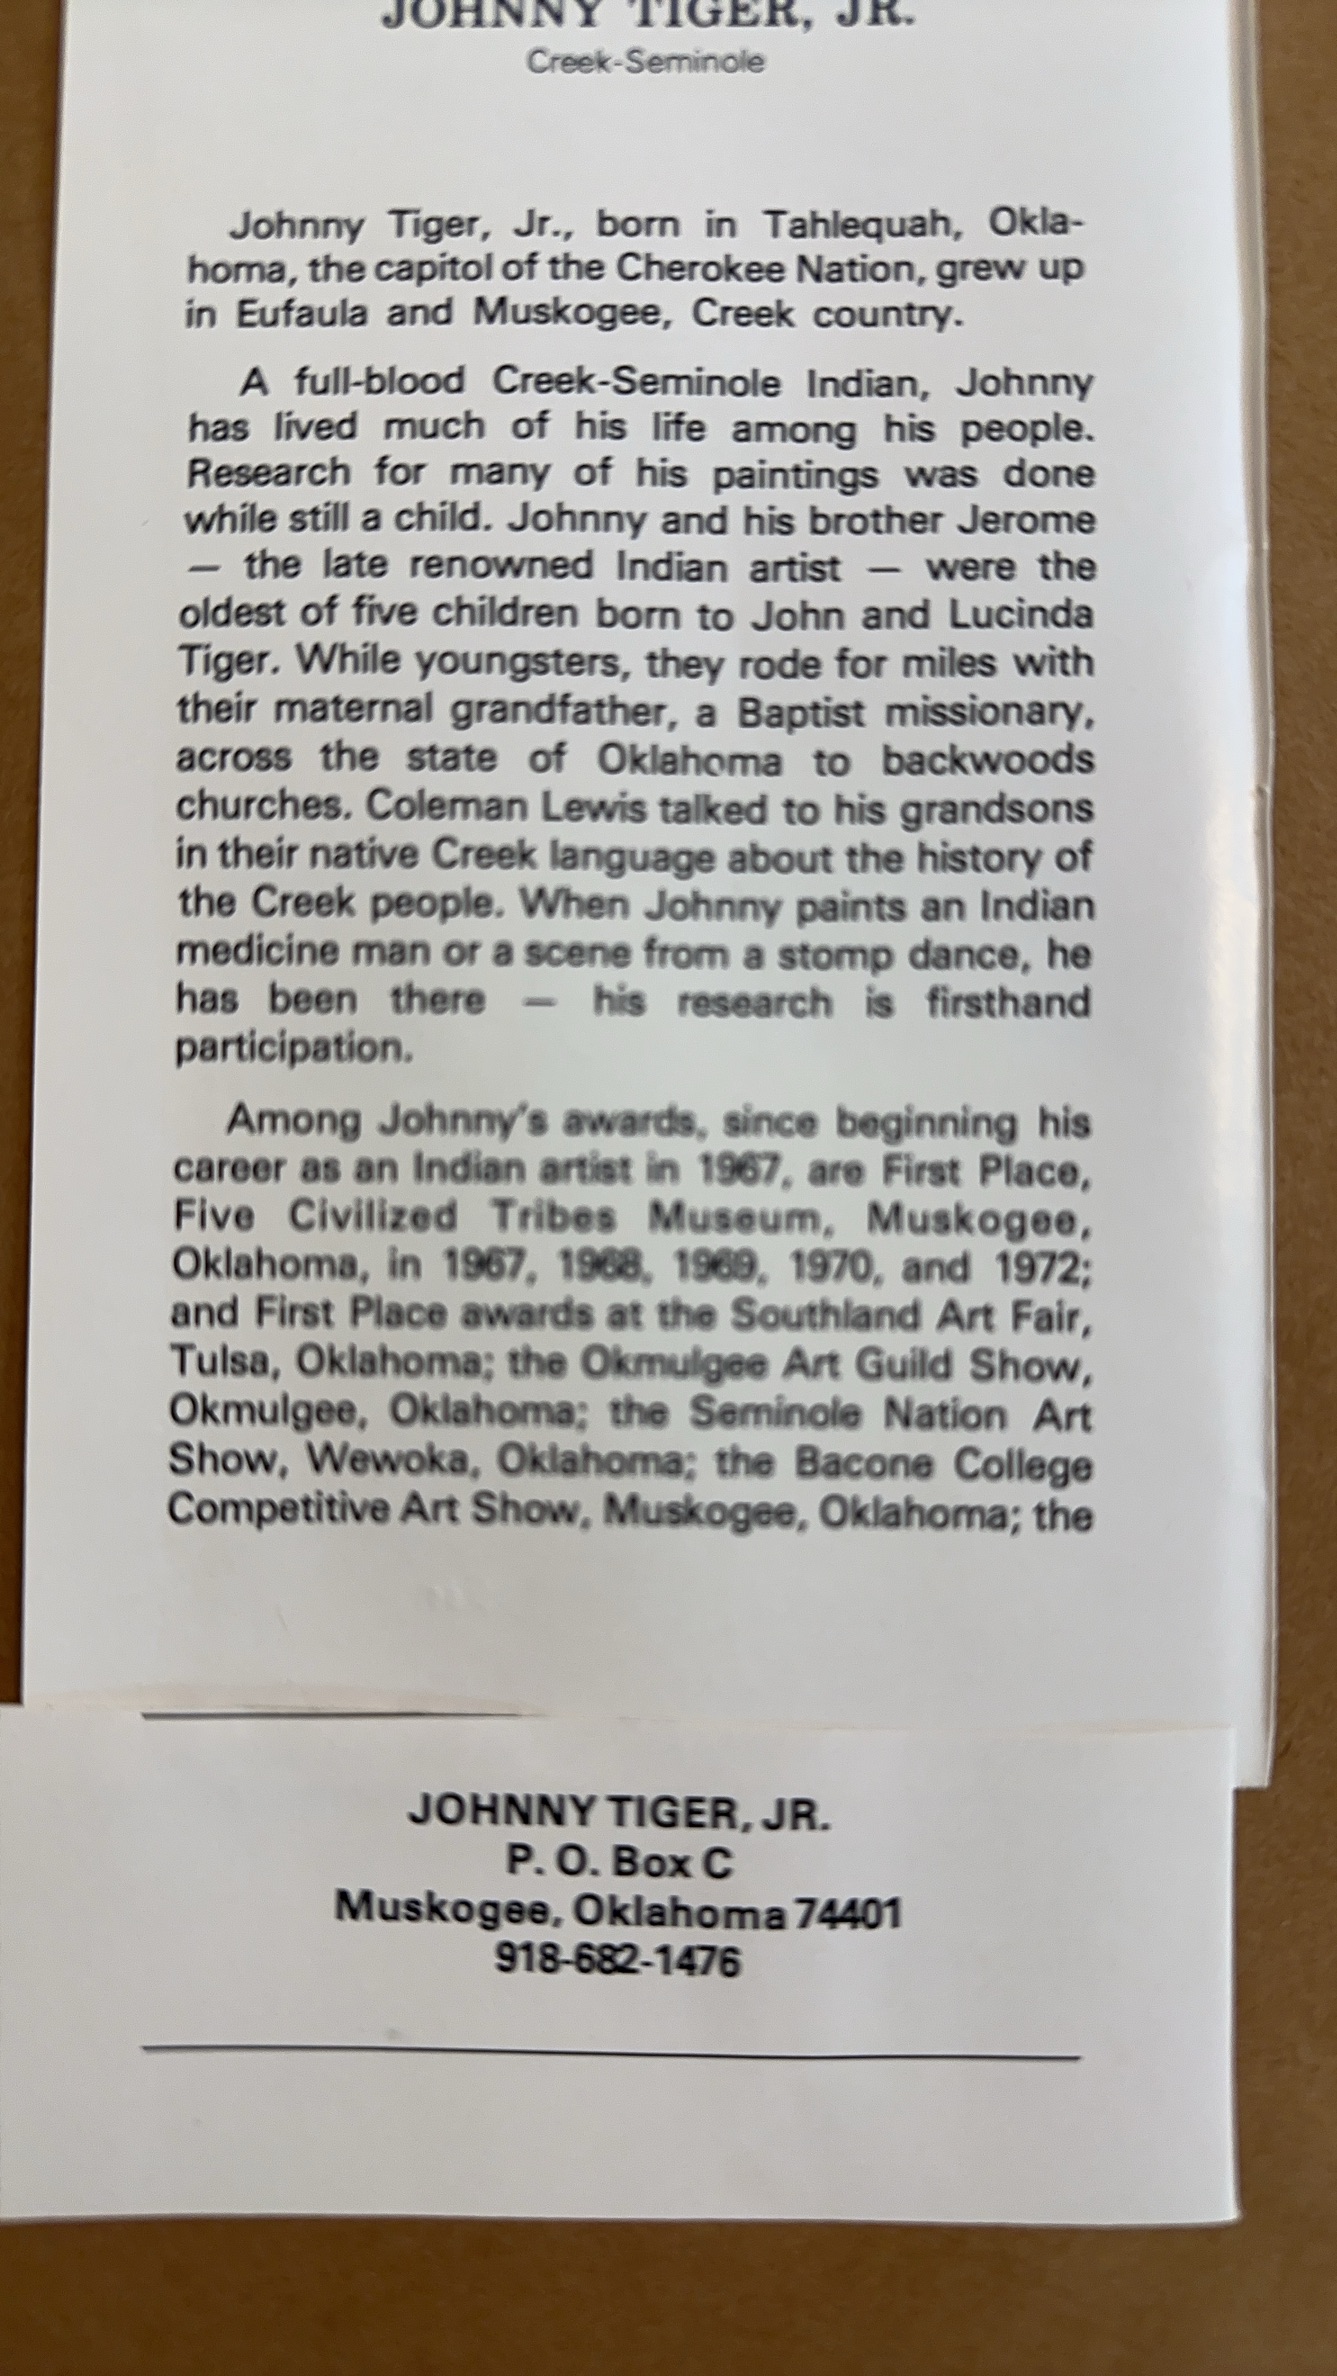 JOHNNY TIGER, JR.
Creek-Seminole
Johnny Tiger, Jr., born in Tahlequah, Okla-
homa, the capitol of the Cherokee Nation, grew up
in Eufaula and Muskogee, Creek country.
A full-blood Creek-Seminole Indian, Johnny
has lived much of his life among his people.
Research for many of his paintings was done
while still a child. Johnny and his brother Jerome
— the late renowned Indian artist — were the
oldest of five children born to John and Lucinda
Tiger. While youngsters, they rode for miles with
their maternal grandfather, a Baptist missionary,
across the state of Oklahoma to backwoods
churches. Coleman Lewis talked to his grandsons
in their native Creek language about the history of
the Creek people. When Johnny paints an Indian
medicine man or a scene from a stomp dance, he
has been there — his research is firsthand
participation.
Among Johnny's awards, since beginning his
career as an Indian artist in 1967, are First Place,
Five Civilized Tribes Museum, Muskogee,
Oklahoma, in 1967, 1968, 1969, 1970, and 1972;
and First Place awards at the Southland Art Fair,
Tulsa, Oklahoma; the Okmulgee Art Guild Show,
Okmulgee, Oklahoma; the Seminole Nation Art
Show, Wewoka, Oklahoma; the Bacone College
Competitive Art Show, Muskogee, Oklahoma; the
JOHNNY TIGER, JR.
P. O. Box C
Muskogee, Oklahoma 74401
918-682-1476